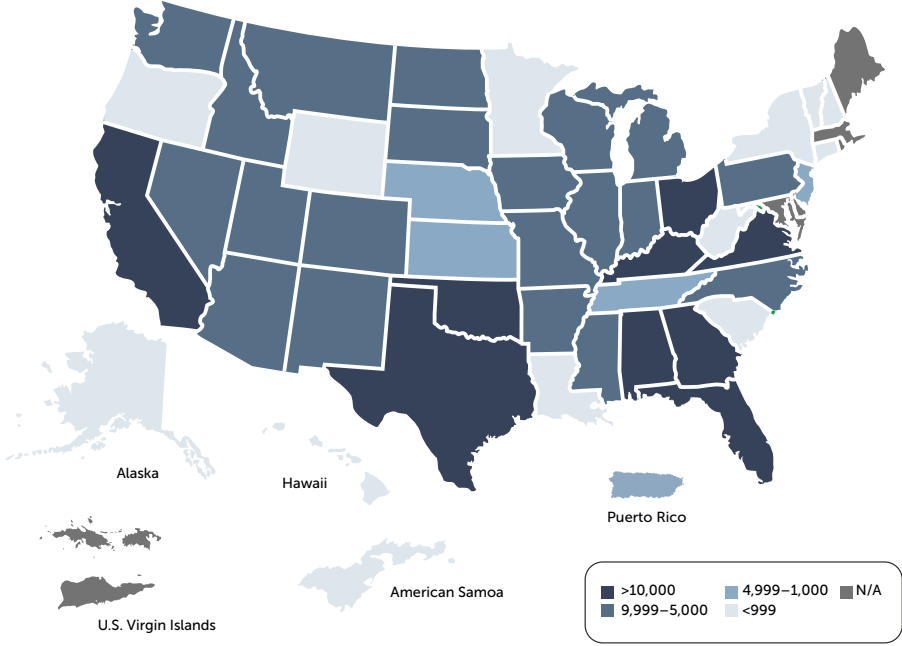 Alaska
Hawaii
Puerto Rico
American Samoa
U.S. Virgin Islands
>10,000
9,999–5,000
4,999–1,000
<999
N/A